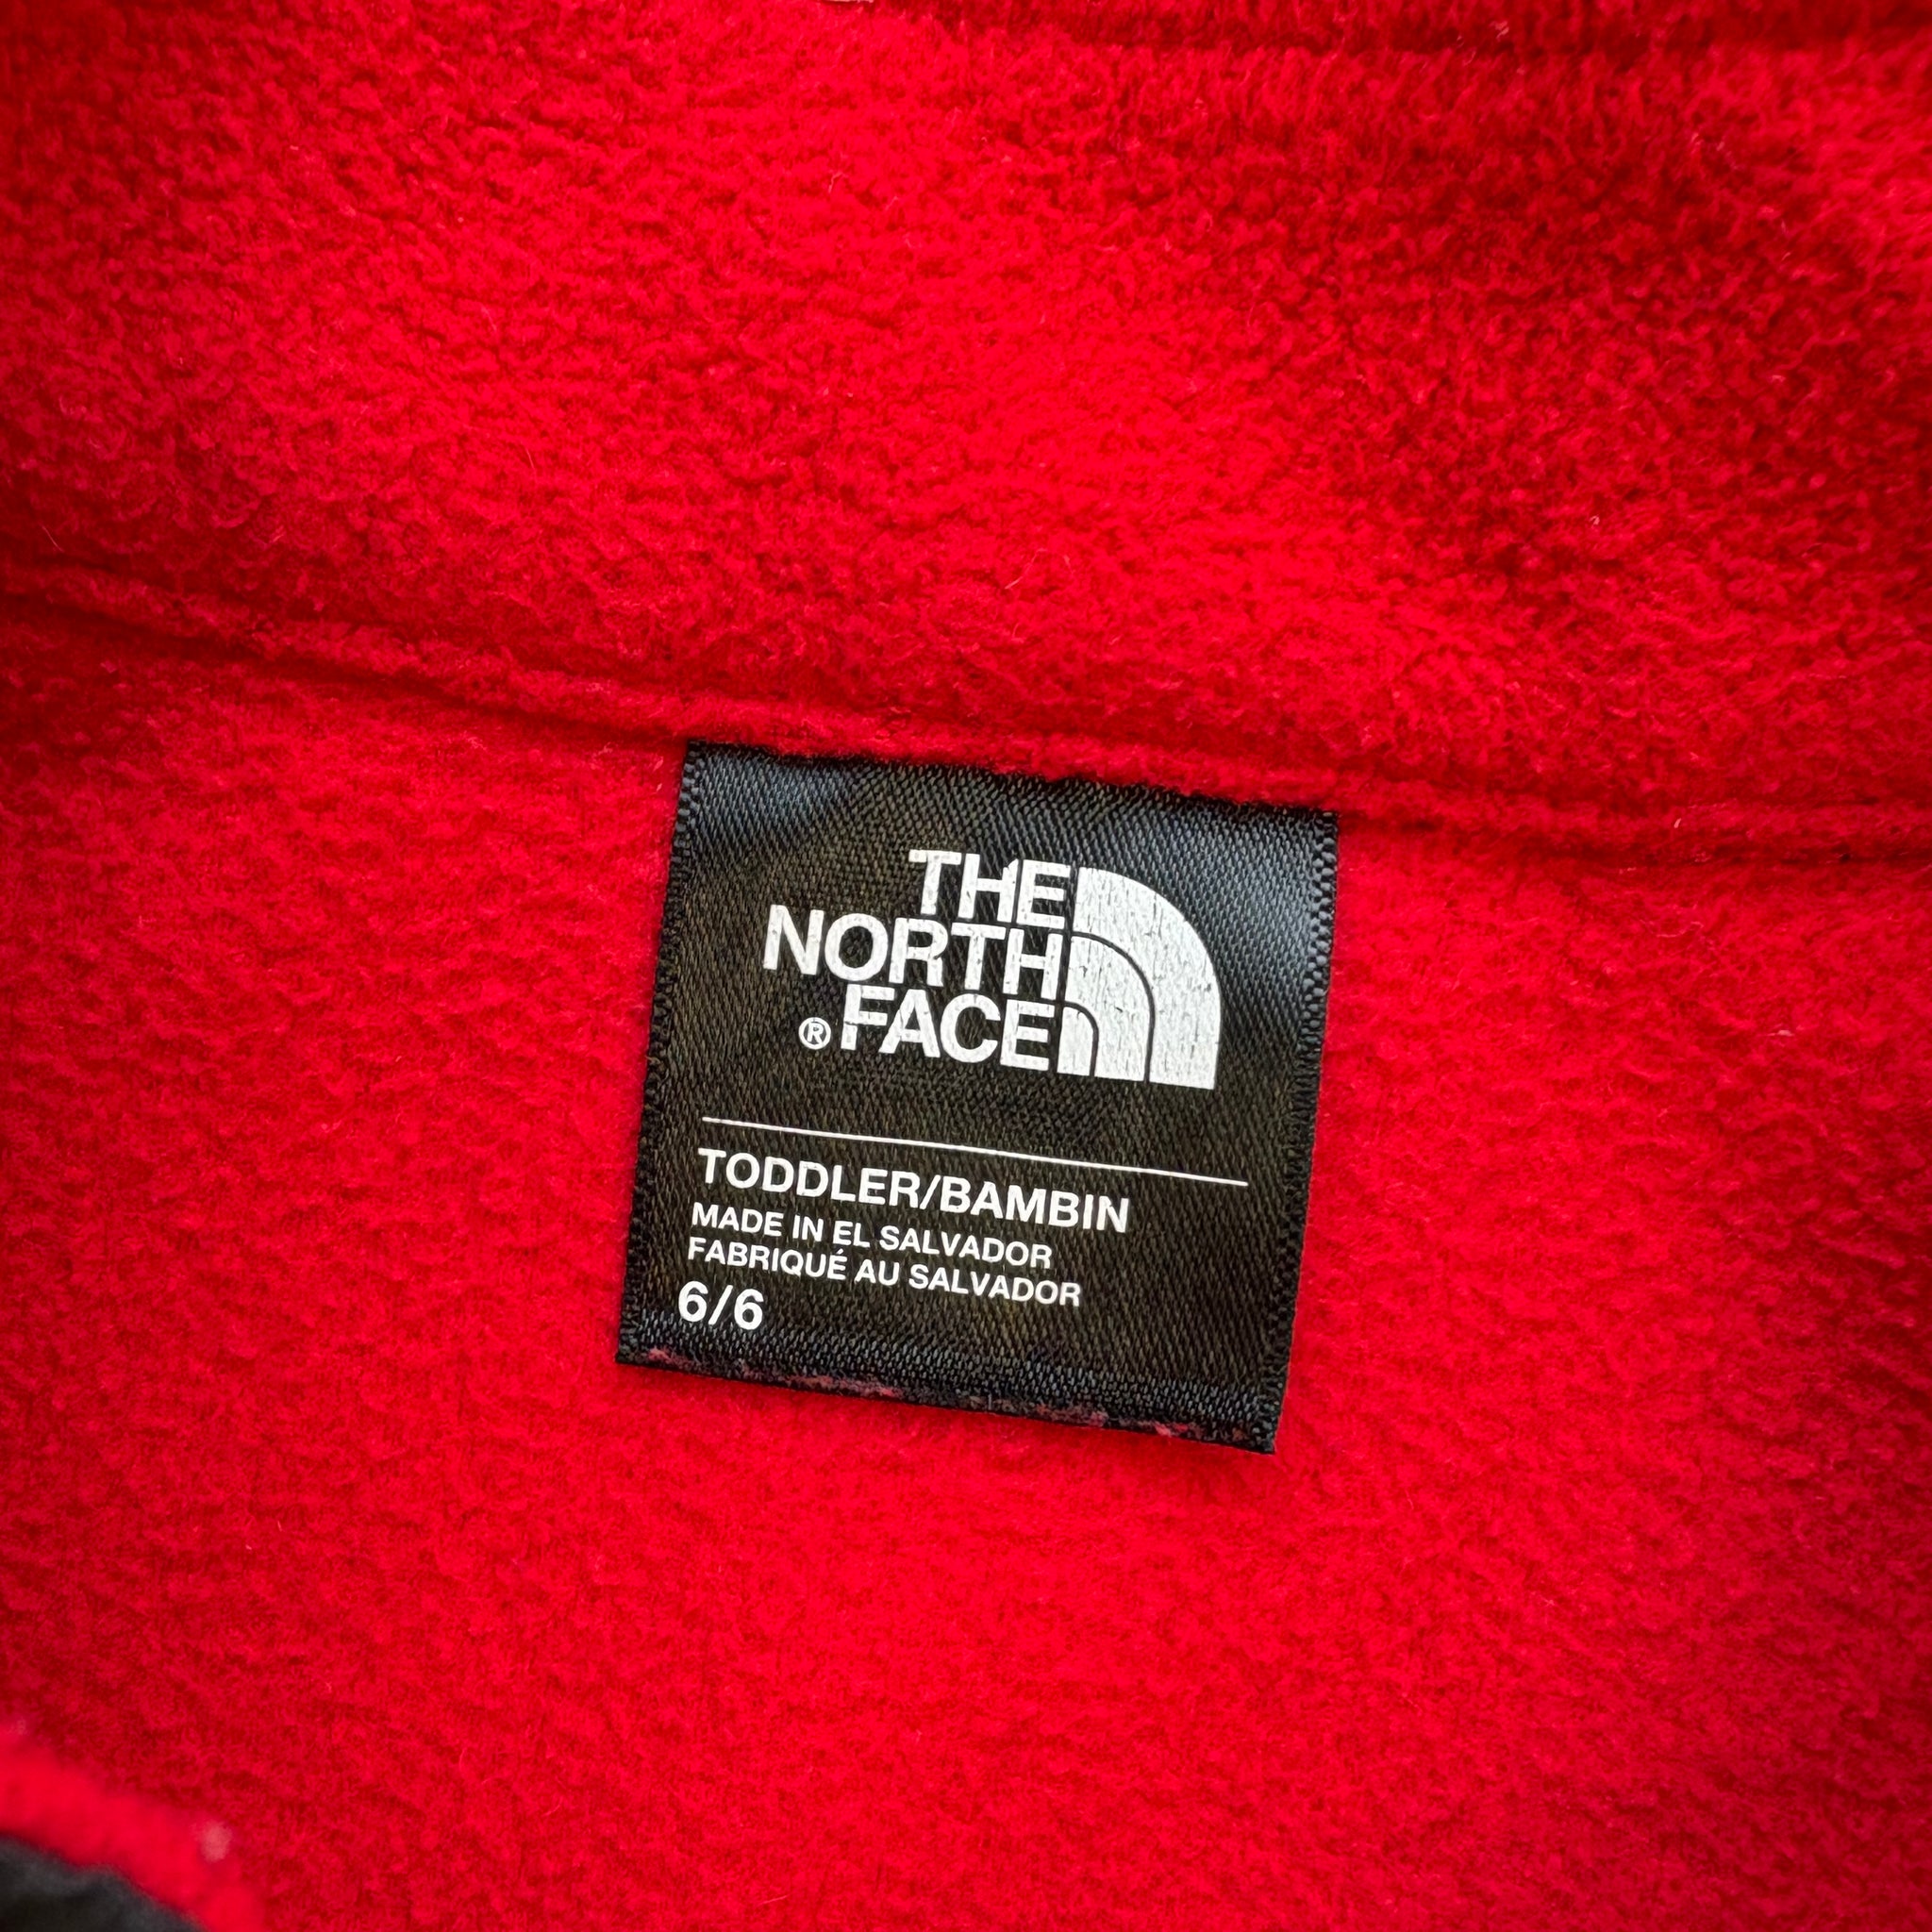 THE
NORTH
® FACE
TODDLER/BAMBIN
MADE IN EL SALVADOR
FABRIQUÉ AU SALVADOR
6/6